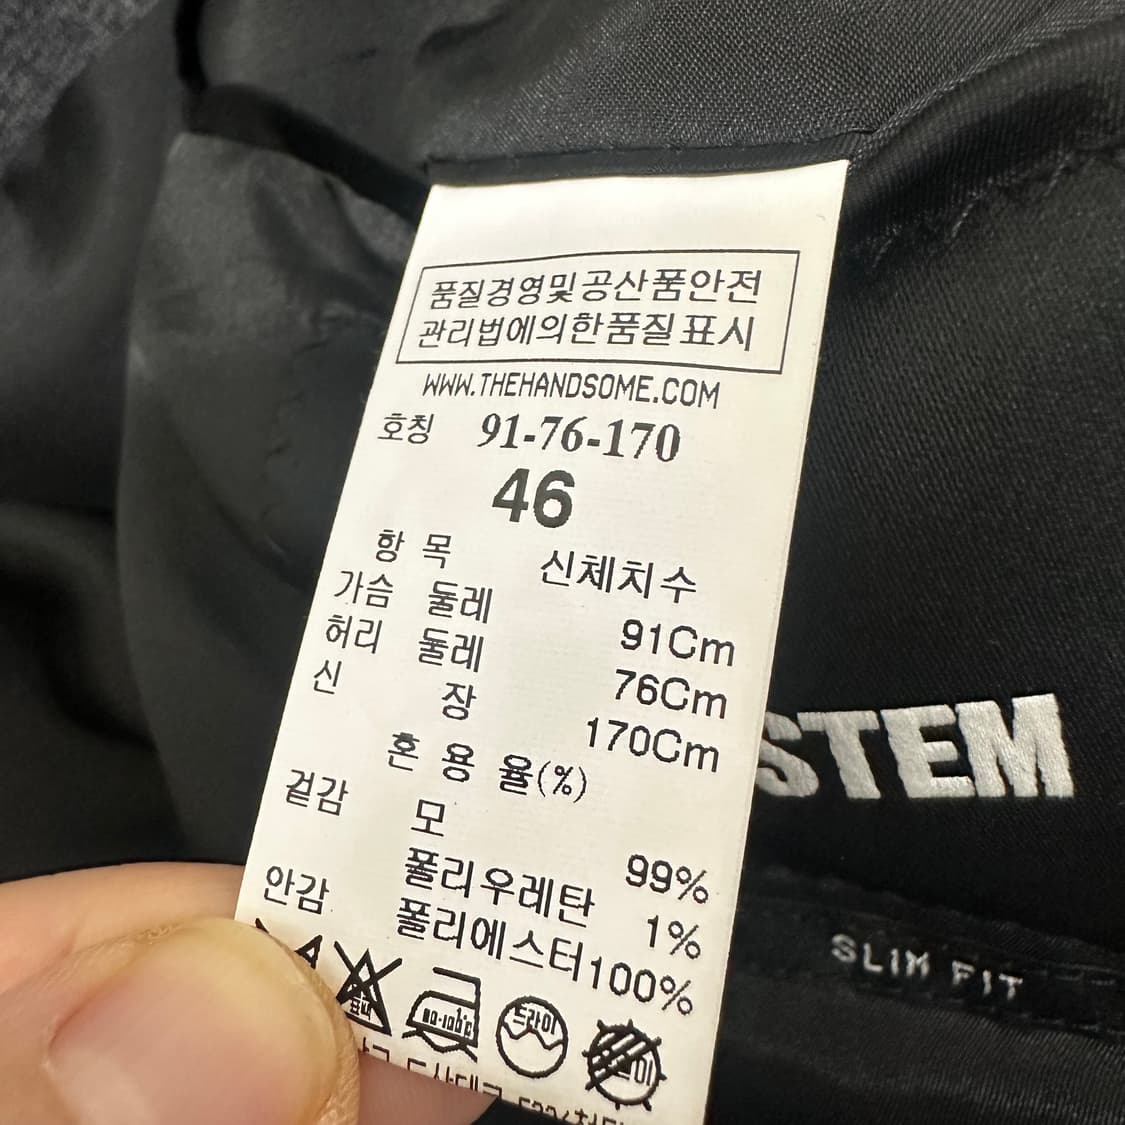 품질경영및공산품안전
관리법에의한품질표시
WWW.THEHANDSOME.COM
호칭 91-76-170
46
항 목 신체치수
가슴 둘레 91Cm
허리 둘레 76Cm
신 장 170Cm
혼 용 율(%)
겉감 모 99%
폴리우레탄 1%
안감 폴리에스터100%
드라이
STEM
SLIM FIT